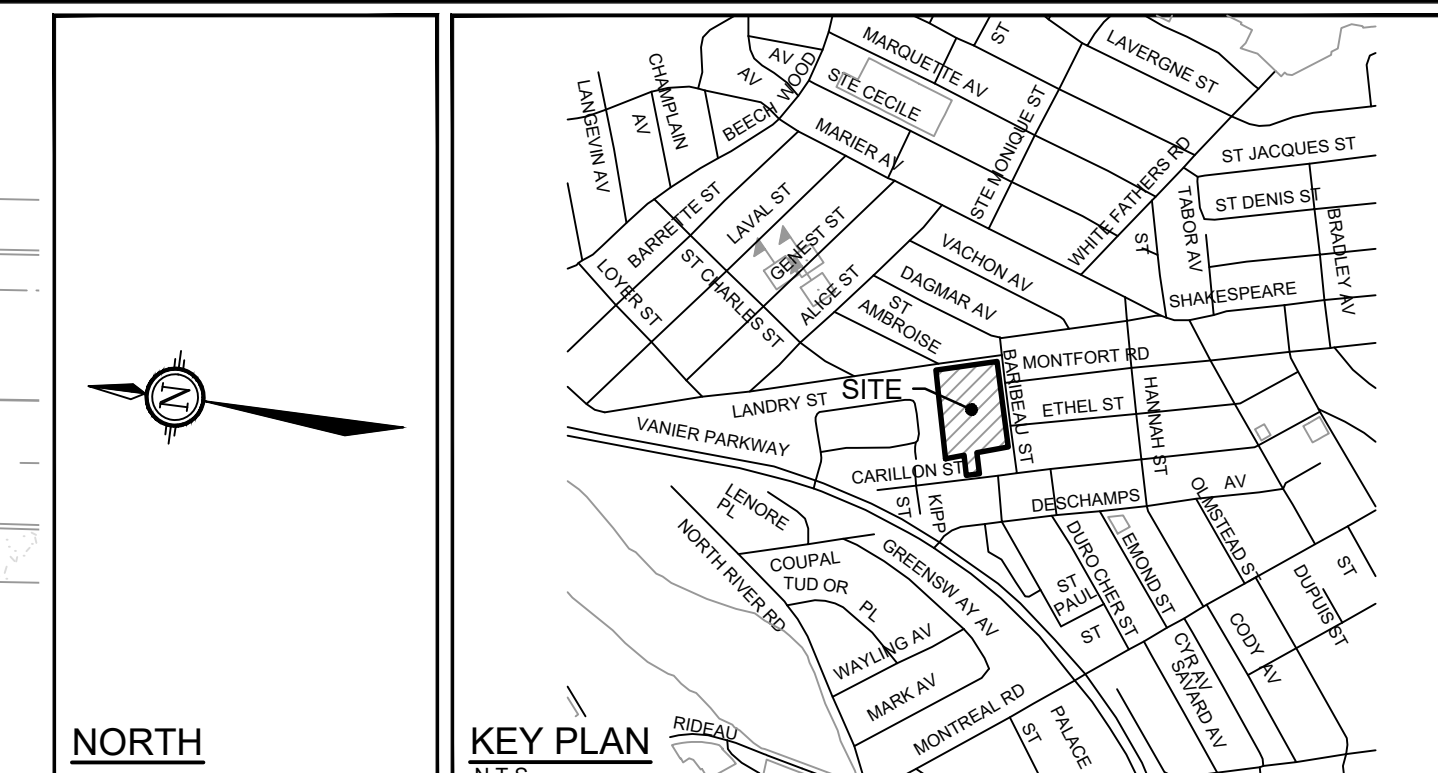 N
NORTH
KEY PLAN
N.T.S.
SITE
LANGEVIN AV
CHAMPLAIN
AV
AV
AV
BEECHWOOD
MARQUETTE AV
STE CECILE
MARIER AV
ST
LAVERGNE ST
STE MONIQUE ST
WHITE FATHERS RD
ST JACQUES ST
ST DENIS ST
TABOR AV
BRADLEY AV
ST
SHAKESPEARE
BARRETTE ST
LAVAL ST
GENEST ST
ALICE ST
LOYER ST
ST CHARLES ST
VACHON AV
DAGMAR AV
ST
AMBROISE
MONTFORT RD
BARIBEAU ST
ETHEL ST
HANNAH ST
LANDRY ST
VANIER PARKWAY
CARILLON ST
ST
KIPP
DESCHAMPS
AV
OLMSTEAD ST
LENORE
PL
NORTH RIVER RD
COUPAL
TUD OR
PL
GREENSW AY AV
WAYLING AV
MARK AV
MONTREAL RD
ST
PAUL
ST
DUROCHER ST
EMOND ST
CYR AV
SAVARD AV
CODY AV
DUPUIS ST
ST
RIDEAU
ST
PALACE